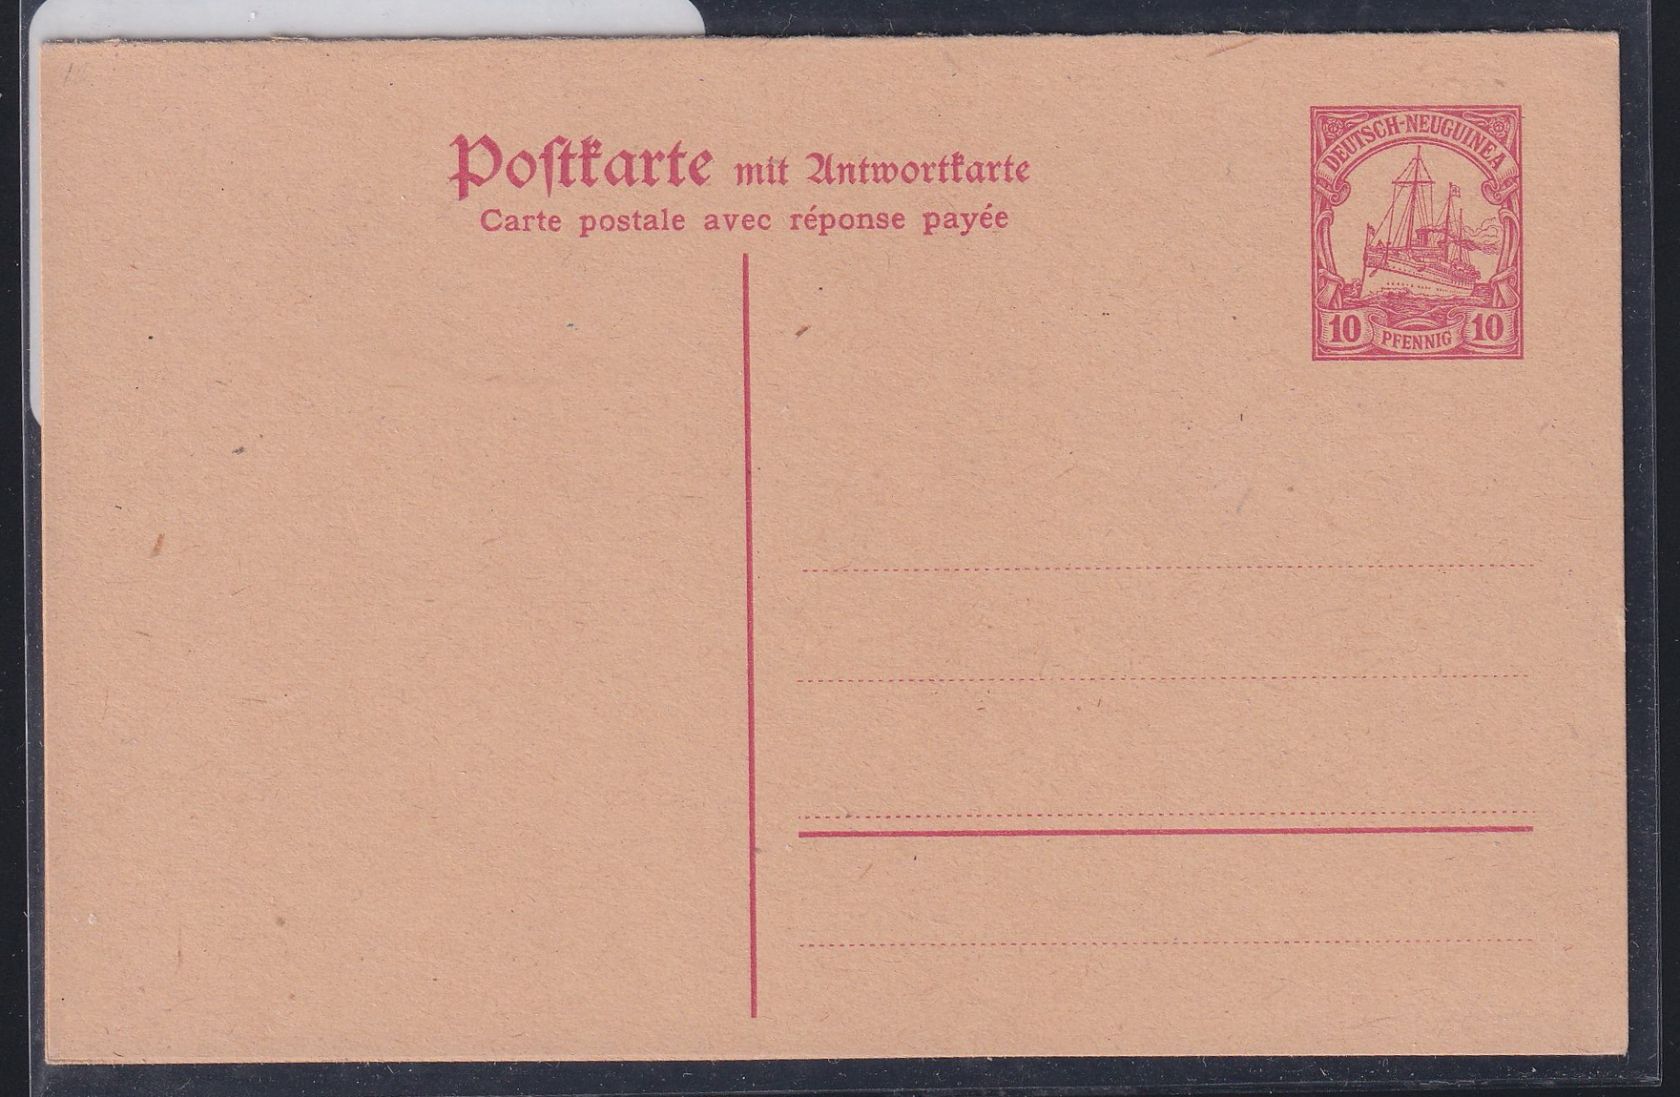 Poſtkarte mit Antwortkarte
Carte postale avec réponse payée
DEUTSCH-NEUGUINEA
10 PFENNIG 10